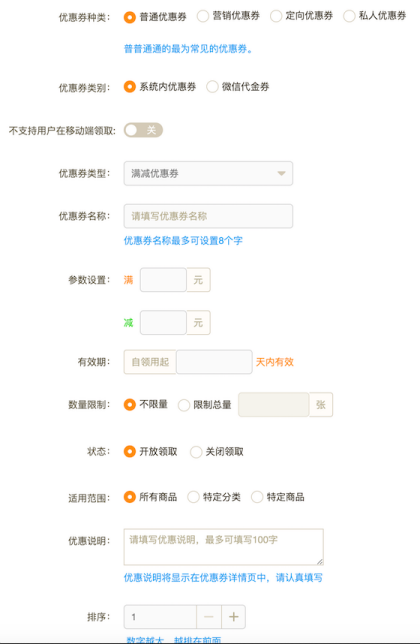 优惠券种类: 普通优惠券 营销优惠券 定向优惠券 私人优惠券
普普通通的最为常见的优惠券。
优惠券类别: 系统内优惠券 微信代金券
不支持用户在移动端领取: 关
优惠券类型: 满减优惠券
优惠券名称: 请填写优惠券名称
优惠券名称最多可设置8个字
参数设置: 满 元
减 元
有效期: 自领用起 天内有效
数量限制: 不限量 限制总量 张
状态: 开放领取 关闭领取
适用范围: 所有商品 特定分类 特定商品
优惠说明: 请填写优惠说明，最多可填写100字
优惠说明将显示在优惠券详情页中，请认真填写
排序: 1 — +
数字越大，越排在前面